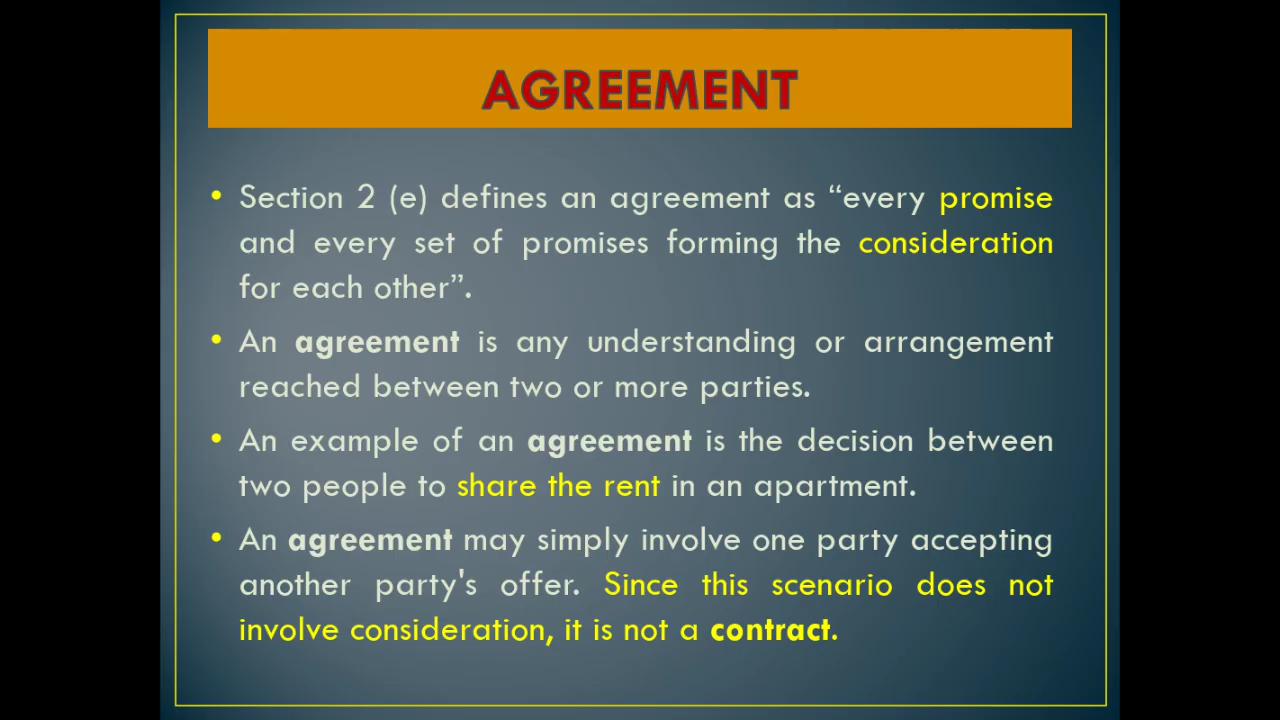 AGREEMENT
• Section 2 (e) defines an agreement as “every promise
and every set of promises forming the consideration
for each other”.
• An agreement is any understanding or arrangement
reached between two or more parties.
• An example of an agreement is the decision between
two people to share the rent in an apartment.
• An agreement may simply involve one party accepting
another party's offer. Since this scenario does not
involve consideration, it is not a contract.